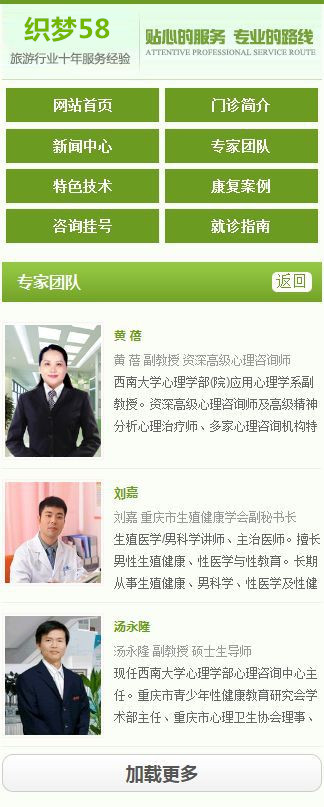 织梦58
旅游行业十年服务经验
贴心的服务 专业的路线
ATTENTIVE PROFESSIONAL SERVICE ROUTE
网站首页
门诊简介
新闻中心
专家团队
特色技术
康复案例
咨询挂号
就诊指南
专家团队
返回
黄 蓓
黄 蓓 副教授 资深高级心理咨询师
西南大学心理学部(院)应用心理学系副
教授。资深高级心理咨询师及高级精神
分析心理治疗师、多家心理咨询机构特
刘嘉
刘嘉 重庆市生殖健康学会副秘书长
生殖医学/男科学讲师、主治医师。擅长
男性生殖健康、性医学与性教育。长期
从事生殖健康、男科学、性医学及性健
汤永隆
汤永隆 副教授 硕士生导师
现任西南大学心理学部心理咨询中心主
任。重庆市青少年性健康教育研究会学
术部主任、重庆市心理卫生协会理事、
加载更多